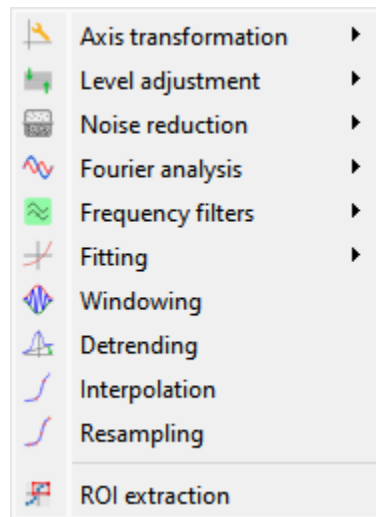 Axis transformation
Level adjustment
Noise reduction
Fourier analysis
Frequency filters
Fitting
Windowing
Detrending
Interpolation
Resampling
ROI extraction